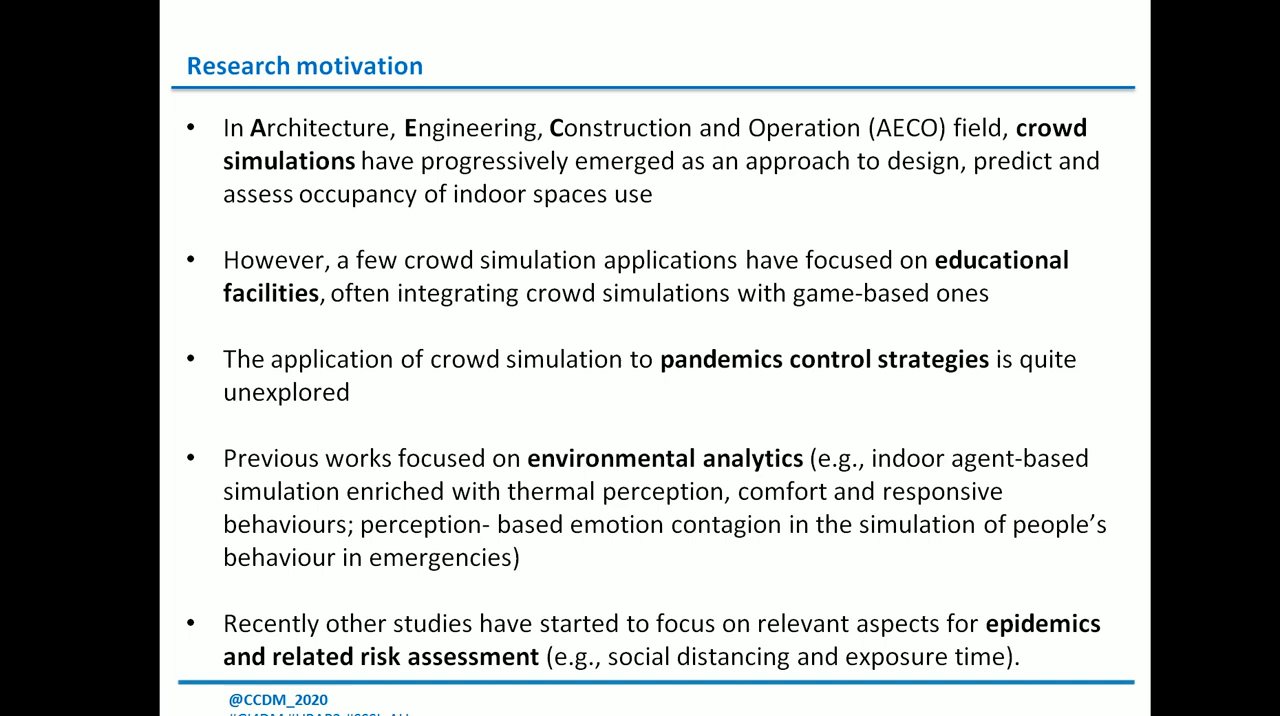 Research motivation
• In Architecture, Engineering, Construction and Operation (AECO) field, crowd
simulations have progressively emerged as an approach to design, predict and
assess occupancy of indoor spaces use
• However, a few crowd simulation applications have focused on educational
facilities, often integrating crowd simulations with game-based ones
• The application of crowd simulation to pandemics control strategies is quite
unexplored
• Previous works focused on environmental analytics (e.g., indoor agent-based
simulation enriched with thermal perception, comfort and responsive
behaviours; perception- based emotion contagion in the simulation of people’s
behaviour in emergencies)
• Recently other studies have started to focus on relevant aspects for epidemics
and related risk assessment (e.g., social distancing and exposure time).
@CCDM_2020